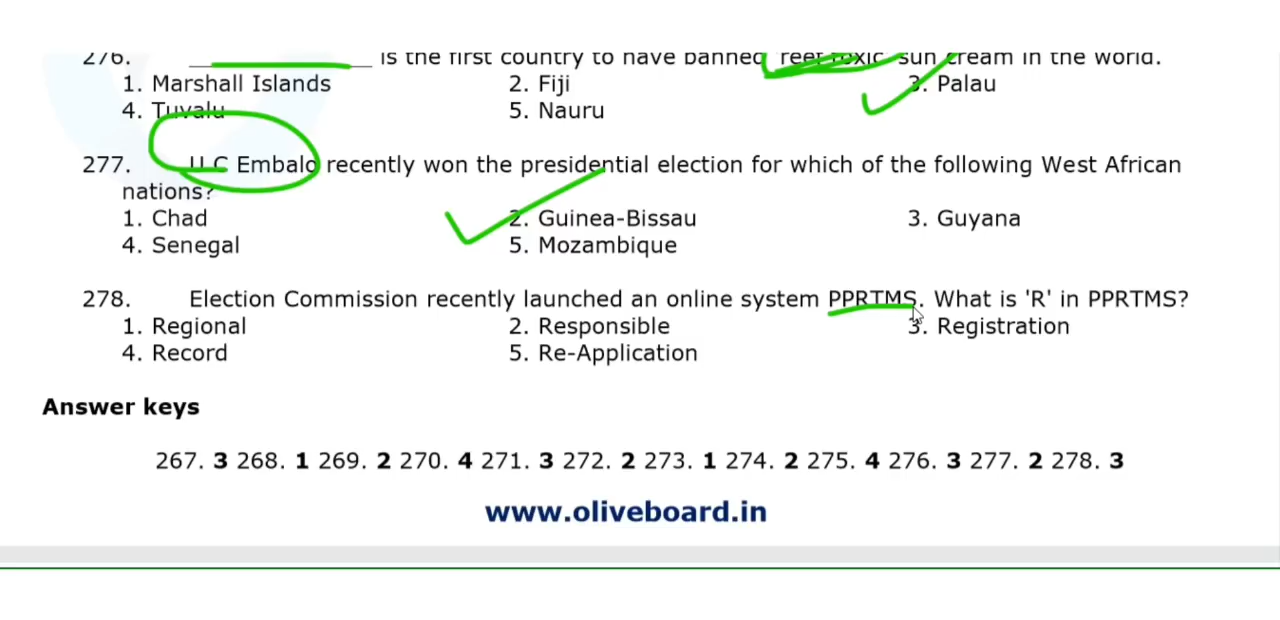 276. ____________ is the first country to have banned 'reef toxic' sun cream in the world.
1. Marshall Islands 2. Fiji 3. Palau
4. Tuvalu 5. Nauru
277. U C Embalo recently won the presidential election for which of the following West African
nations?
1. Chad 2. Guinea-Bissau 3. Guyana
4. Senegal 5. Mozambique
278. Election Commission recently launched an online system PPRTMS. What is 'R' in PPRTMS?
1. Regional 2. Responsible 3. Registration
4. Record 5. Re-Application
Answer keys
267. 3 268. 1 269. 2 270. 4 271. 3 272. 2 273. 1 274. 2 275. 4 276. 3 277. 2 278. 3
www.oliveboard.in